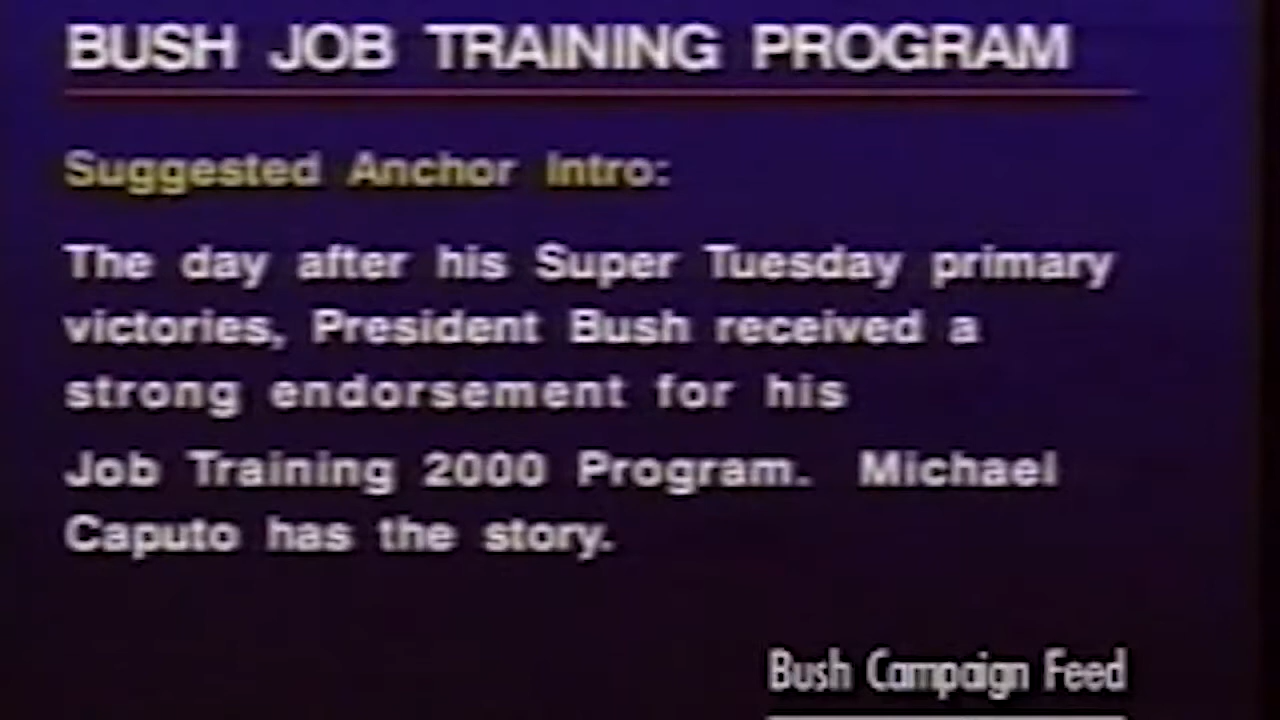 BUSH JOB TRAINING PROGRAM
Suggested Anchor Intro:
The day after his Super Tuesday primary
victories, President Bush received a
strong endorsement for his
Job Training 2000 Program. Michael
Caputo has the story.
Bush Campaign Feed